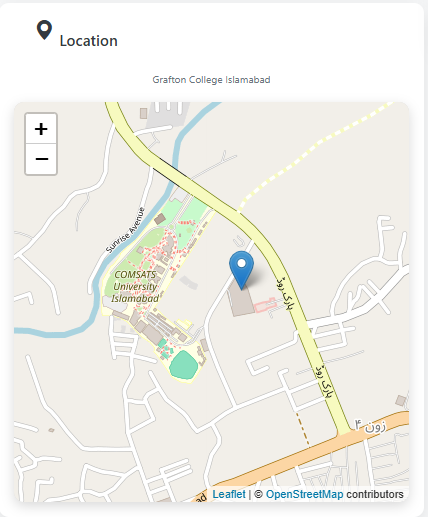 Location
Grafton College Islamabad
+
−
Sunrise Avenue
COMSATS
University
Islamabad
پارک روڈ
پارک روڈ
زون ۴
Leaflet | © OpenStreetMap contributors